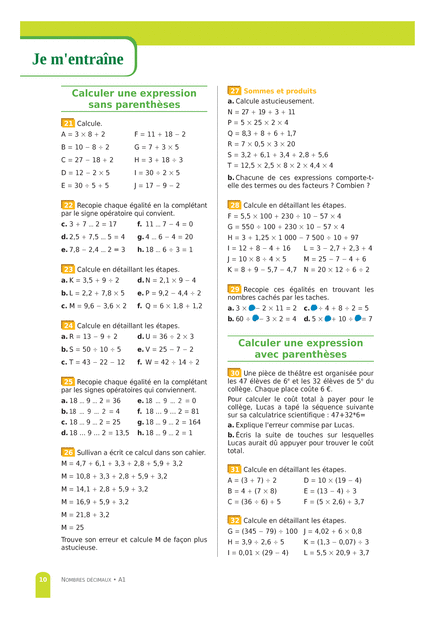 Je m'entraîne
Calculer une expression
sans parenthèses
21 Calcule.
A = 3 × 8 ÷ 2 F = 11 + 18 − 2
B = 10 − 8 ÷ 2 G = 7 + 3 × 5
C = 27 − 18 + 2 H = 3 + 18 ÷ 3
D = 12 − 2 × 5 I = 30 ÷ 2 × 5
E = 30 ÷ 5 + 5 J = 17 − 9 − 2
22 Recopie chaque égalité en la complétant
par le signe opératoire qui convient.
c. 3 + 7 ... 2 = 17 f. 11 .. 7 − 4 = 0
d. 2,5 + 7,5 .. 5 = 4 g. 4 .. 6 − 4 = 20
e. 7,8 − 2,4 .. 2 = 3 h. 18 .. 6 ÷ 3 = 1
23 Calcule en détaillant les étapes.
a. K = 3,5 + 9 ÷ 2 d. N = 2,1 × 9 − 4
b. L = 2,2 + 7,8 × 5 e. P = 9,2 − 4,4 ÷ 2
c. M = 9,6 − 3,6 × 2 f. Q = 6 × 1,8 + 1,2
24 Calcule en détaillant les étapes.
a. R = 13 − 9 + 2 d. U = 36 ÷ 2 × 3
b. S = 50 ÷ 10 ÷ 5 e. V = 25 − 7 − 2
c. T = 43 − 22 − 12 f. W = 42 ÷ 14 ÷ 2
25 Recopie chaque égalité en la complétant
par les signes opératoires qui conviennent.
a. 18 .. 9 .. 2 = 36 e. 18 .. 9 .. 2 = 0
b. 18 .. 9 .. 2 = 4 f. 18 ... 9 ... 2 = 81
c. 18 .. 9 .. 2 = 25 g. 18 .. 9 .. 2 = 164
d. 18 ... 9 ... 2 = 13,5 h. 18 .. 9 .. 2 = 1
26 Sullivan a écrit ce calcul dans son cahier.
M = 4,7 + 6,1 + 3,3 + 2,8 + 5,9 + 3,2
M = 10,8 + 3,3 + 2,8 + 5,9 + 3,2
M = 14,1 + 2,8 + 5,9 + 3,2
M = 16,9 + 5,9 + 3,2
M = 21,8 + 3,2
M = 25
Trouve son erreur et calcule M de façon plus
astucieuse.
27 Sommes et produits
a. Calcule astucieusement.
N = 27 + 19 + 3 + 11
P = 5 × 25 × 2 × 4
Q = 8,3 + 8 + 6 + 1,7
R = 7 × 0,5 × 3 × 20
S = 3,2 + 6,1 + 3,4 + 2,8 + 5,6
T = 12,5 × 2,5 × 8 × 2 × 4,4 × 4
b. Chacune de ces expressions comporte-t-
elle des termes ou des facteurs ? Combien ?
28 Calcule en détaillant les étapes.
F = 5,5 × 100 + 230 ÷ 10 − 57 × 4
G = 550 ÷ 100 + 230 × 10 − 57 × 4
H = 3 + 1,25 × 1 000 − 7 500 ÷ 10 + 97
I = 12 + 8 − 4 + 16 L = 3 − 2,7 + 2,3 + 4
J = 10 × 8 ÷ 4 × 5 M = 25 − 7 − 4 + 6
K = 8 + 9 − 5,7 − 4,7 N = 20 × 12 ÷ 6 ÷ 2
29 Recopie ces égalités en trouvant les
nombres cachés par les taches.
a. 3 × − 2 × 11 = 2 c. ÷ 4 + 8 ÷ 2 = 5
b. 60 ÷ − 3 × 2 = 4 d. 5 × + 10 ÷ = 7
Calculer une expression
avec parenthèses
30 Une pièce de théâtre est organisée pour
les 47 élèves de 6e et les 32 élèves de 5e du
collège. Chaque place coûte 6 €.
Pour calculer le coût total à payer pour le
collège, Lucas a tapé la séquence suivante
sur sa calculatrice scientifique : 47+32*6=
a. Explique l'erreur commise par Lucas.
b. Écris la suite de touches sur lesquelles
Lucas aurait dû appuyer pour trouver le coût
total.
31 Calcule en détaillant les étapes.
A = (3 + 7) ÷ 2 D = 10 × (19 − 4)
B = 4 + (7 × 8) E = (13 − 4) ÷ 3
C = (36 ÷ 6) + 5 F = (5 × 2,6) + 3,7
32 Calcule en détaillant les étapes.
G = (345 − 79) ÷ 100 J = 4,02 + 6 × 0,8
H = 3,9 ÷ 2,6 ÷ 5 K = (1,3 − 0,07) ÷ 3
I = 0,01 × (29 − 4) L = 5,5 × 20,9 + 3,7
10 NOMBRES DÉCIMAUX • A1